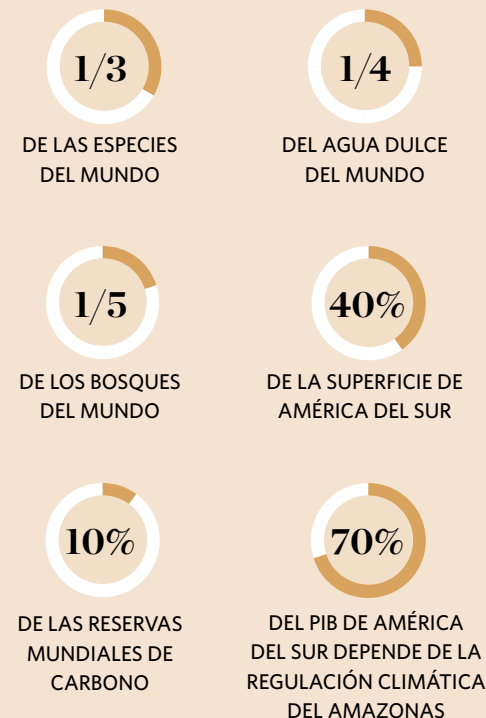 1/3
DE LAS ESPECIES
DEL MUNDO
1/4
DEL AGUA DULCE
DEL MUNDO
1/5
DE LOS BOSQUES
DEL MUNDO
40%
DE LA SUPERFICIE DE
AMÉRICA DEL SUR
10%
DE LAS RESERVAS
MUNDIALES DE
CARBONO
70%
DEL PIB DE AMÉRICA
DEL SUR DEPENDE DE LA
REGULACIÓN CLIMÁTICA
DEL AMAZONAS